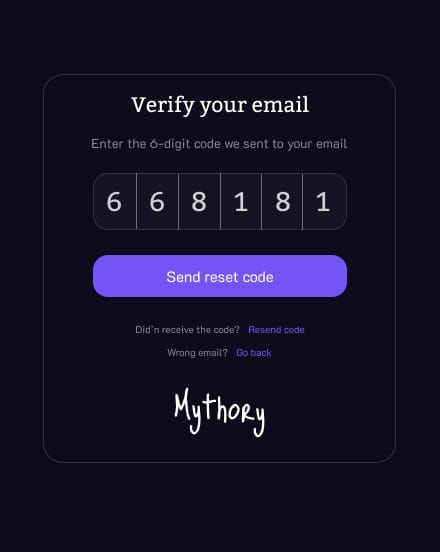 Verify your email
Enter the 6-digit code we sent to your email
6 6 8 1 8 1
Send reset code
Did'n receive the code? Resend code
Wrong email? Go back
Mythory